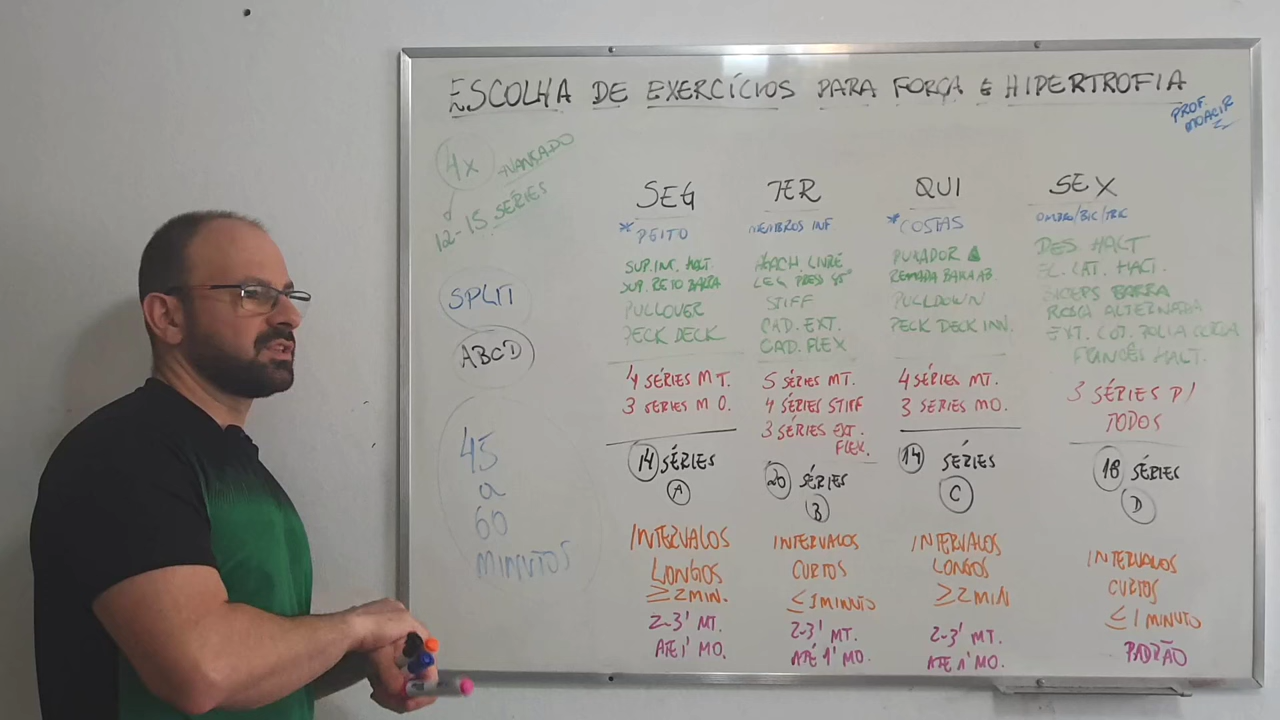 ESCOLHA DE EXERCÍCIOS PARA FORÇA E HIPERTROFIA
PROF. MOACIR
4X AVANÇADO
12-15 SÉRIES
SPLIT
ABCD
45
a
60
MINUTOS
SEG
* PEITO
SUP. INC. HALT.
SUP. RETO BARRA
PULLOVER
PECK DECK
4 SÉRIES MT.
3 SÉRIES MO.
14 SÉRIES
A
INTERVALOS
LONGOS
≥2 MIN.
2-3' MT.
ATÉ 1' MO.
TER
MEMBROS INF.
AGACH. LIVRE
LEG PRESS 45°
STIFF
CAD. EXT.
CAD. FLEX
5 SÉRIES MT.
4 SÉRIES STIFF
3 SÉRIES EXT.
FLEX.
20 SÉRIES
B
INTERVALOS
CURTOS
≤1 MINUTO
2-3' MT.
ATÉ 1' MO.
QUI
* COSTAS
PUXADOR
REMADA BARRA AB.
PULLDOWN
PECK DECK INV.
4 SÉRIES MT.
3 SÉRIES MO.
14 SÉRIES
C
INTERVALOS
LONGOS
≥2 MIN
2-3' MT.
ATÉ 1' MO.
SEX
OMBRO/BIC/TRIC
DES HALT
EL. LAT. HALT.
BICEPS BARRA
ROSCA ALTERNADA
EXT. COT. POLIA CORDA
FRANCÊS HALT.
3 SÉRIES P/
TODOS
18 SÉRIES
D
INTERVALOS
CURTOS
≤1 MINUTO
PADRÃO